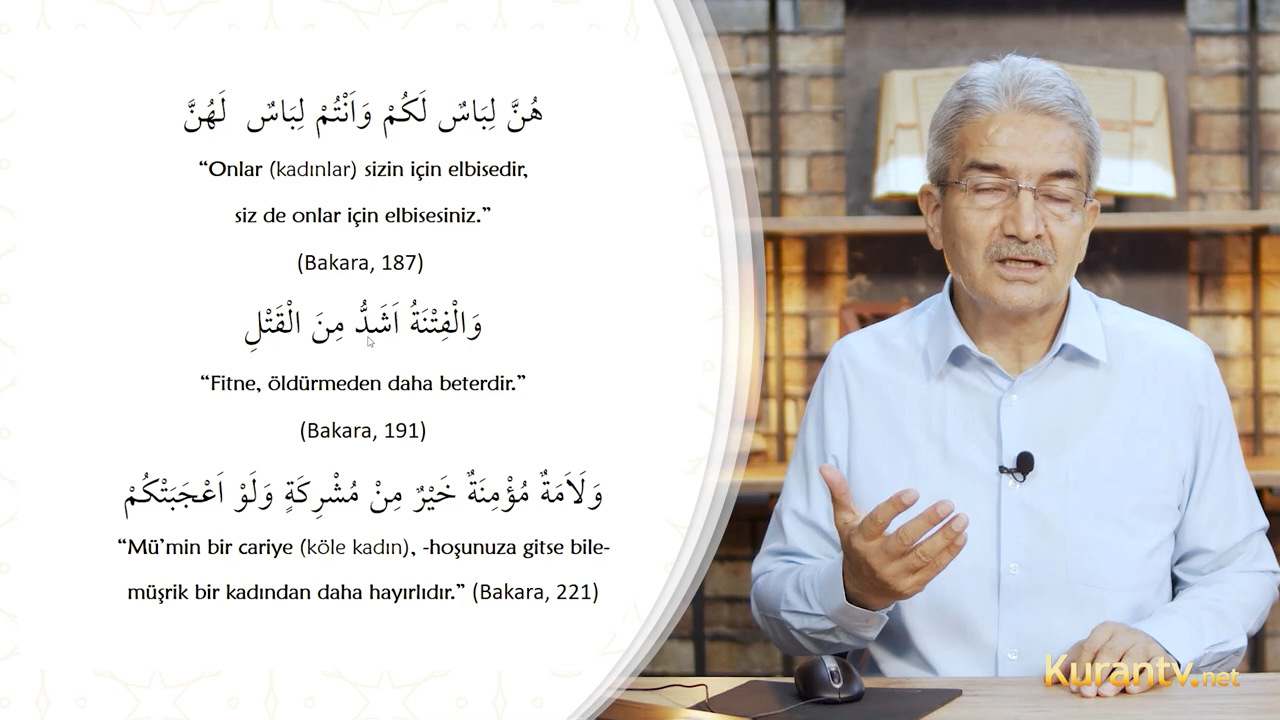 هُنَّ لِبَاسٌ لَكُمْ وَاَنْتُمْ لِبَاسٌ لَهُنَّ
“Onlar (kadınlar) sizin için elbisedir,
siz de onlar için elbisesiniz.”
(Bakara, 187)
وَالْفِتْنَةُ اَشَدُّ مِنَ الْقَتْلِ
“Fitne, öldürmeden daha beterdir.”
(Bakara, 191)
وَلَاَمَةٌ مُؤْمِنَةٌ خَيْرٌ مِنْ مُشْرِكَةٍ وَلَوْ اَعْجَبَتْكُمْ
“Mü’min bir cariye (köle kadın), -hoşunuza gitse bile-
müşrik bir kadından daha hayırlıdır.” (Bakara, 221)
Kurantv.net